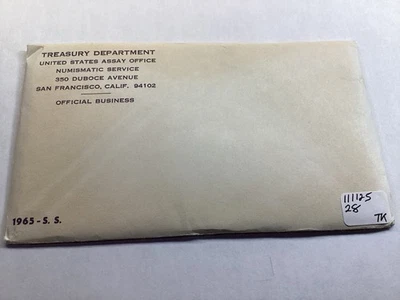 TREASURY DEPARTMENT
UNITED STATES ASSAY OFFICE
NUMISMATIC SERVICE
350 DUBOCE AVENUE
SAN FRANCISCO, CALIF. 94102
OFFICIAL BUSINESS
1965 - S. S.
111125
28
TK